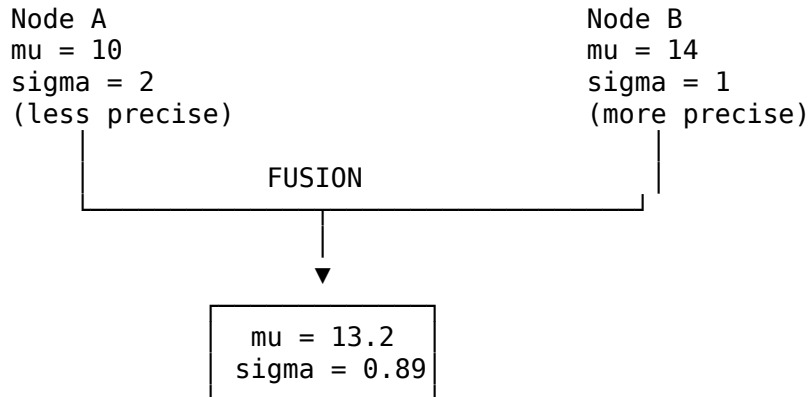 Node A Node B
mu = 10 mu = 14
sigma = 2 sigma = 1
(less precise) (more precise)
FUSION
mu = 13.2
sigma = 0.89